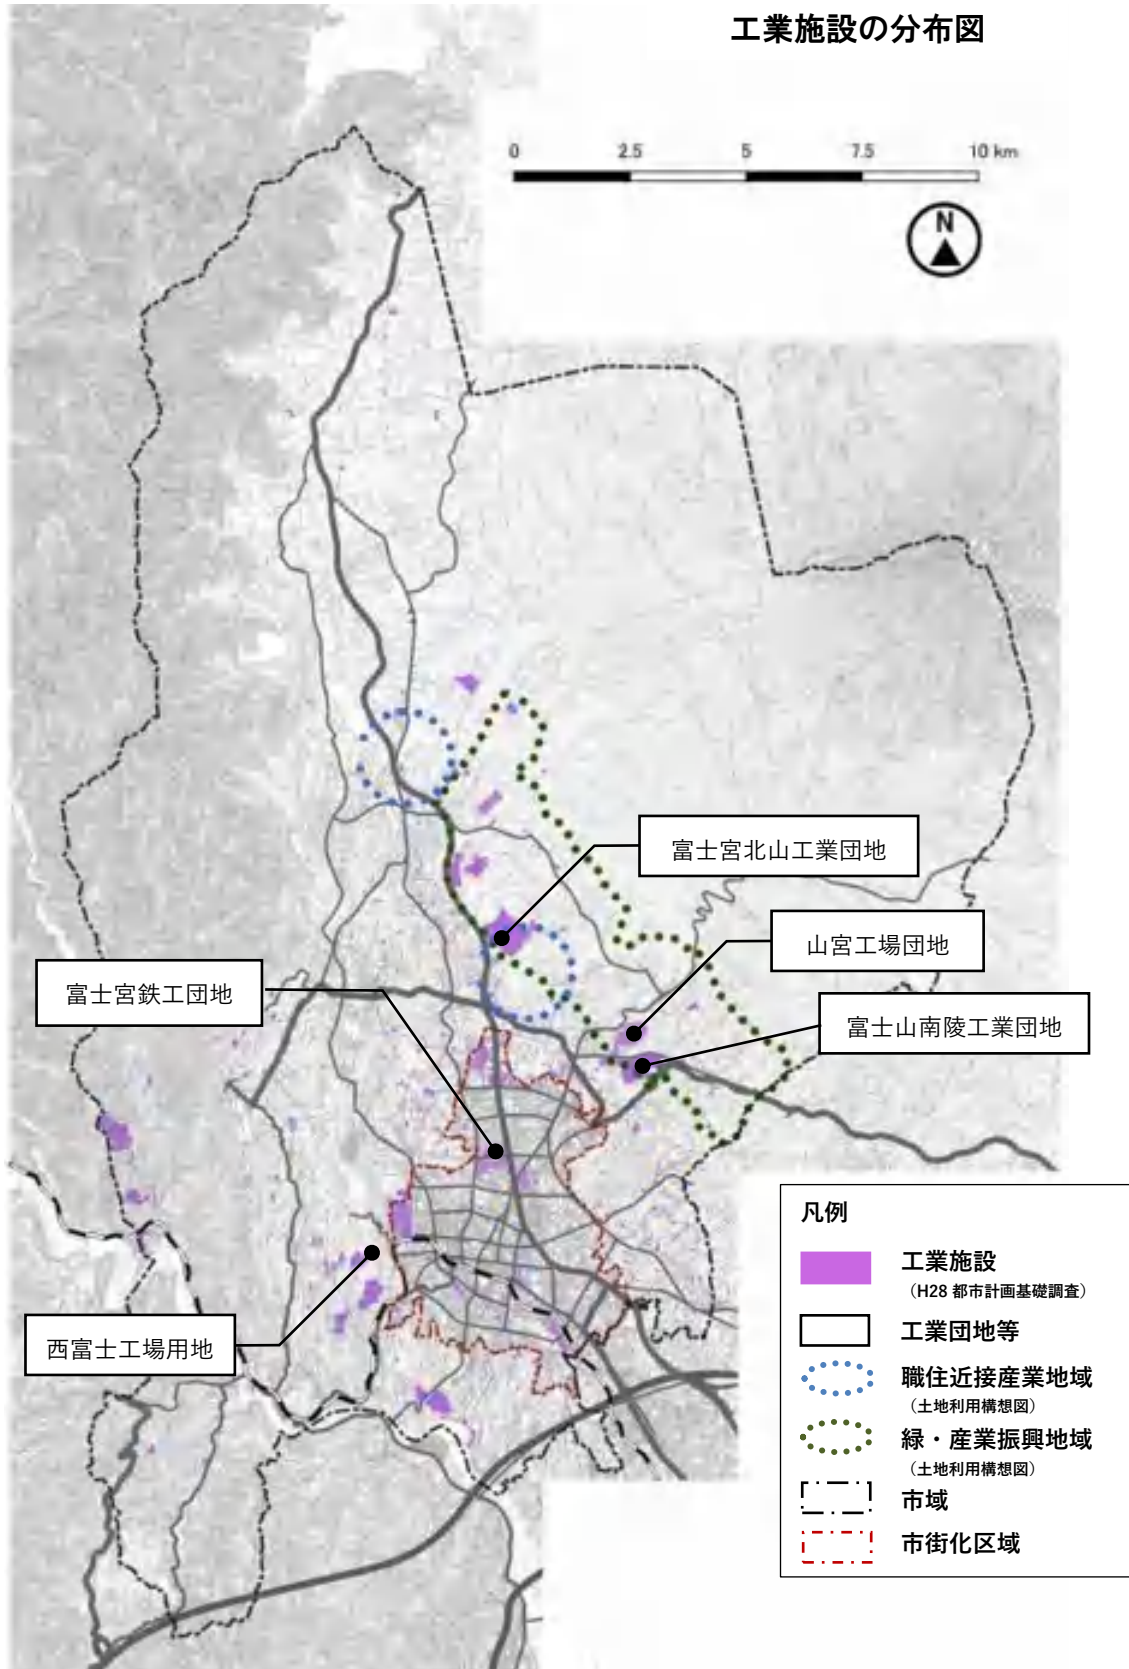 工業施設の分布図
0 2.5 5 7.5 10 km
N
富士宮北山工業団地
山宮工場団地
富士宮鉄工団地
富士山南陵工業団地
西富士工場用地
凡例
工業施設
（H28 都市計画基礎調査）
工業団地等
職住近接産業地域
（土地利用構想図）
緑・産業振興地域
（土地利用構想図）
市域
市街化区域